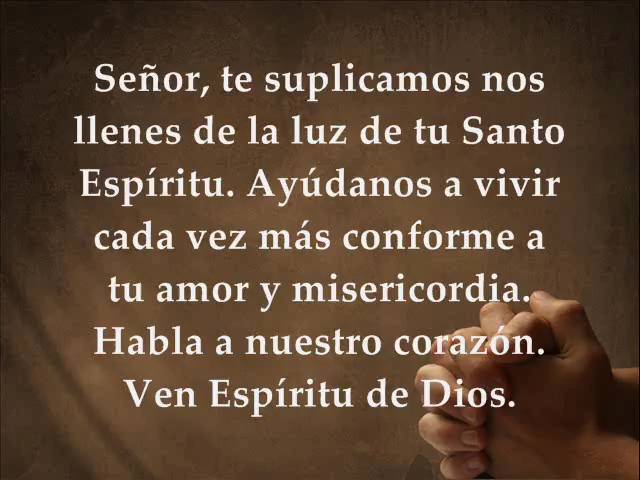 Señor, te suplicamos nos
llenes de la luz de tu Santo
Espíritu. Ayúdanos a vivir
cada vez más conforme a
tu amor y misericordia.
Habla a nuestro corazón.
Ven Espíritu de Dios.